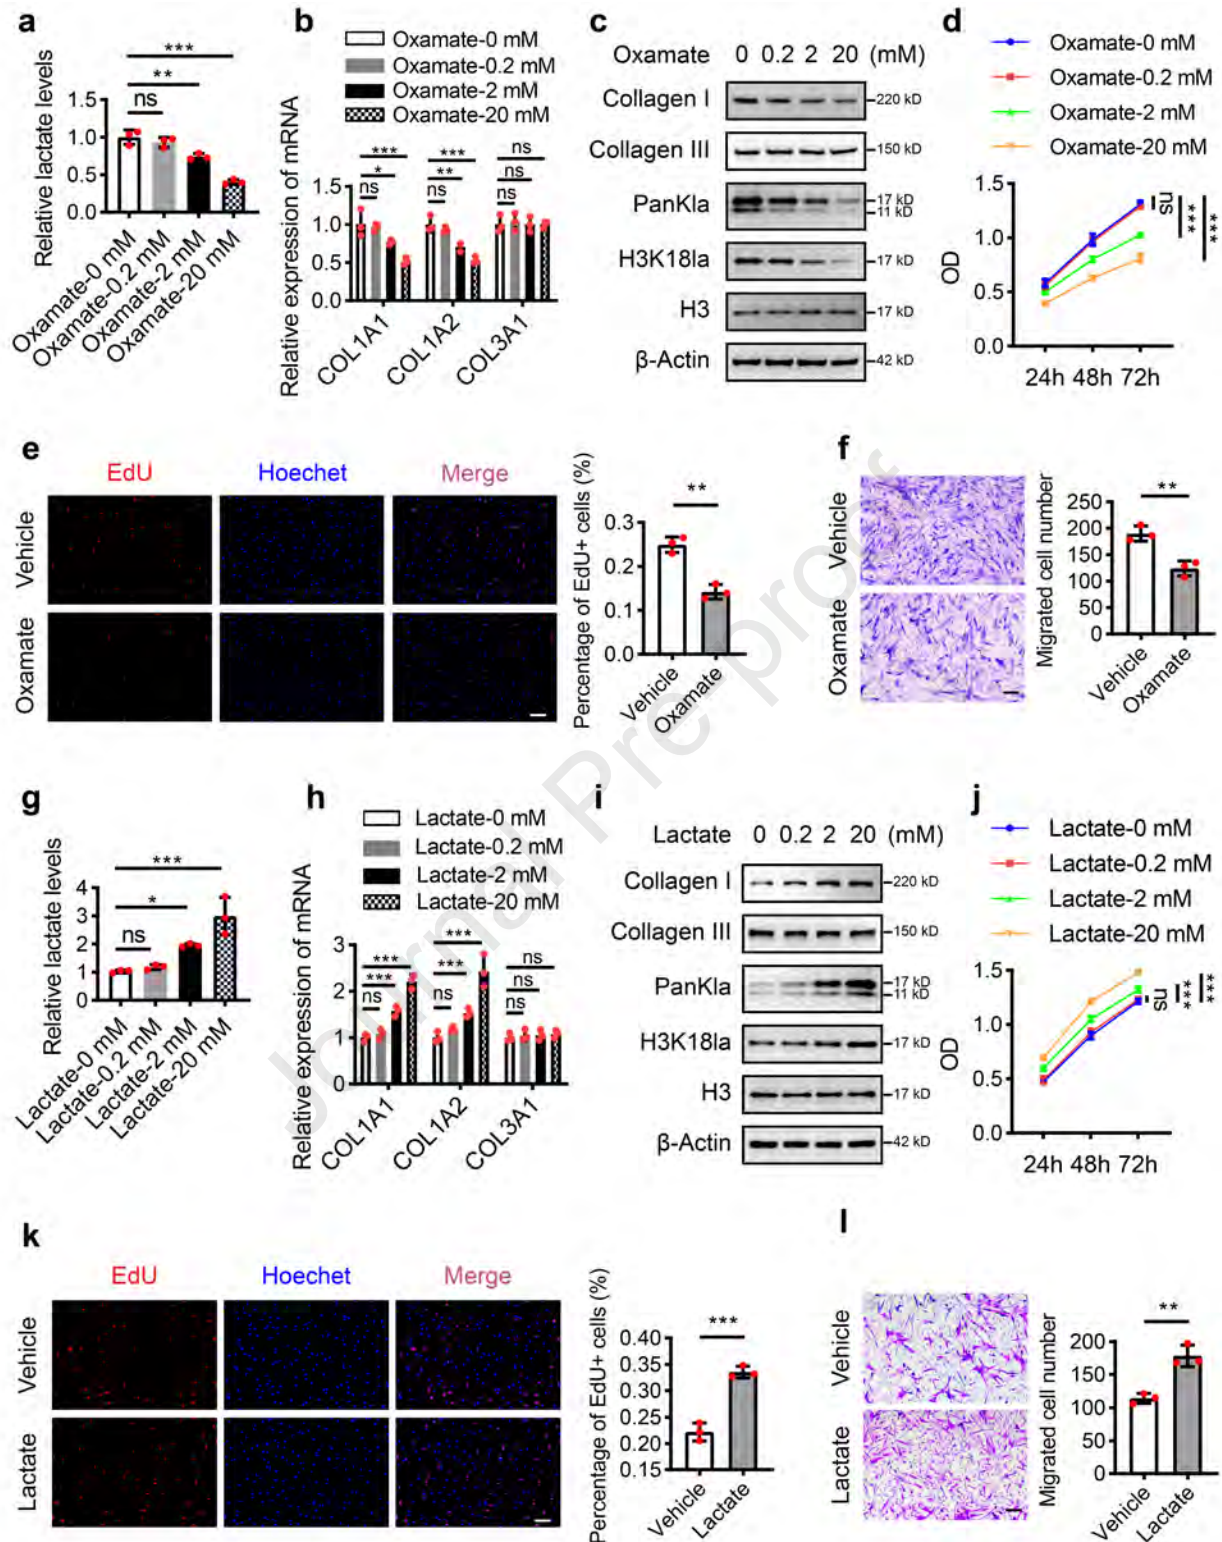 a
Relative lactate levels
1.5
1.0
0.5
0.0
ns
**
***
Oxamate-0 mM
Oxamate-0.2 mM
Oxamate-2 mM
Oxamate-20 mM
b
Oxamate-0 mM
Oxamate-0.2 mM
Oxamate-2 mM
Oxamate-20 mM
Relative expression of mRNA
1.5
1.0
0.5
0.0
***
*
ns
***
**
ns
ns
ns
ns
COL1A1
COL1A2
COL3A1
c
Oxamate 0 0.2 2 20 (mM)
Collagen I 220 kD
Collagen III 150 kD
PanKla 17 kD
11 kD
H3K18la 17 kD
H3 17 kD
β-Actin 42 kD
d
Oxamate-0 mM
Oxamate-0.2 mM
Oxamate-2 mM
Oxamate-20 mM
OD
1.5
1.0
0.5
0.0
ns
***
***
24h 48h 72h
e
EdU Hoechet Merge
Vehicle
Oxamate
Percentage of EdU+ cells (%)
0.3
0.2
0.1
0.0
**
Vehicle
Oxamate
f
Vehicle
Oxamate
Migrated cell number
250
200
150
100
50
0
**
Vehicle
Oxamate
g
Relative lactate levels
4
3
2
1
0
***
*
ns
Lactate-0 mM
Lactate-0.2 mM
Lactate-2 mM
Lactate-20 mM
h
Lactate-0 mM
Lactate-0.2 mM
Lactate-2 mM
Lactate-20 mM
Relative expression of mRNA
3
2
1
0
***
***
ns
***
***
ns
ns
ns
ns
COL1A1
COL1A2
COL3A1
i
Lactate 0 0.2 2 20 (mM)
Collagen I 220 kD
Collagen III 150 kD
PanKla 17 kD
11 kD
H3K18la 17 kD
H3 17 kD
β-Actin 42 kD
j
Lactate-0 mM
Lactate-0.2 mM
Lactate-2 mM
Lactate-20 mM
OD
1.5
1.0
0.5
0.0
ns
***
***
24h 48h 72h
k
EdU Hoechet Merge
Vehicle
Lactate
Percentage of EdU+ cells (%)
0.40
0.35
0.30
0.25
0.20
0.15
***
Vehicle
Lactate
l
Vehicle
Lactate
Migrated cell number
200
150
100
50
0
**
Vehicle
Lactate
Journal Pre-proof